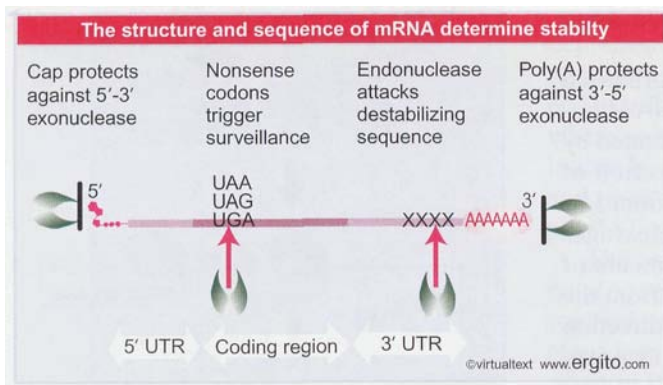 The structure and sequence of mRNA determine stabilty
Cap protects
against 5'-3'
exonuclease
Nonsense
codons
trigger
surveillance
Endonuclease
attacks
destabilizing
sequence
Poly(A) protects
against 3'-5'
exonuclease
5'
UAA
UAG
UGA
XXXX
AAAAAAA
3'
5' UTR
Coding region
3' UTR
©virtualtext www.ergito.com